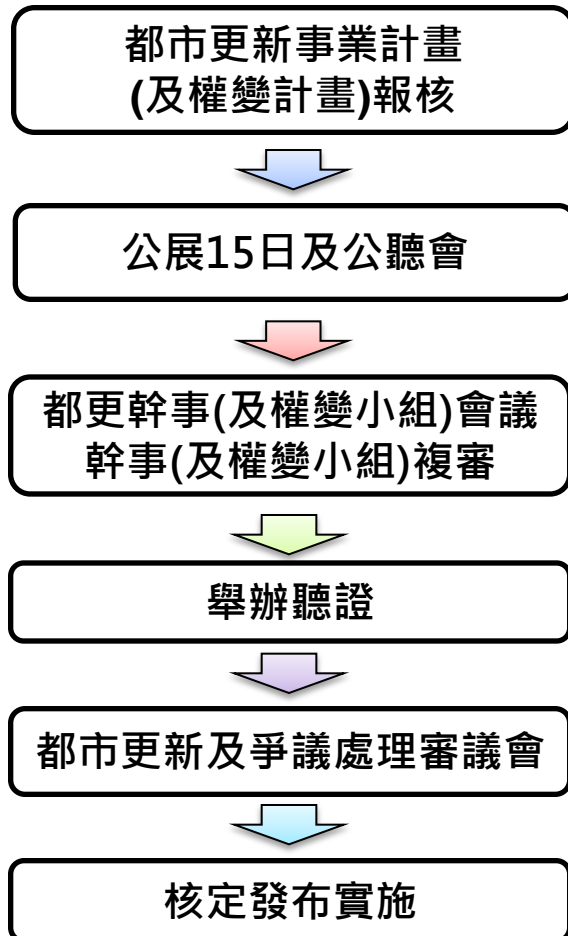 都市更新事業計畫
(及權變計畫)報核
公展15日及公聽會
都更幹事(及權變小組)會議
幹事(及權變小組)複審
舉辦聽證
都市更新及爭議處理審議會
核定發布實施